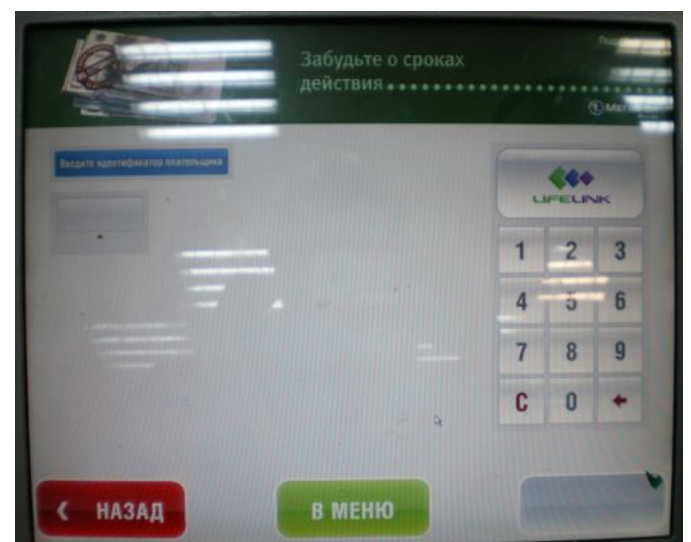 Забудьте о сроках
действия
Введите идентификатор плательщика
LIFELINK
1 2 3
4 5 6
7 8 9
C 0
НАЗАД
В МЕНЮ